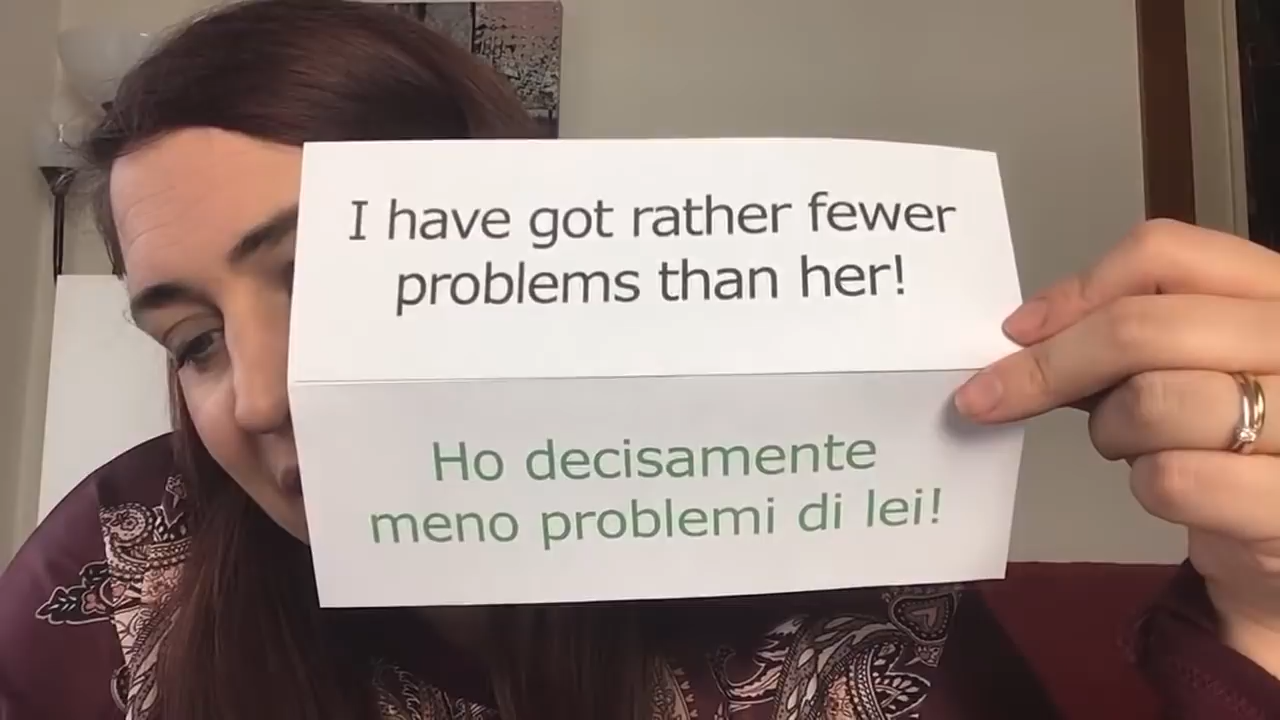 I have got rather fewer
problems than her!
Ho decisamente
meno problemi di lei!